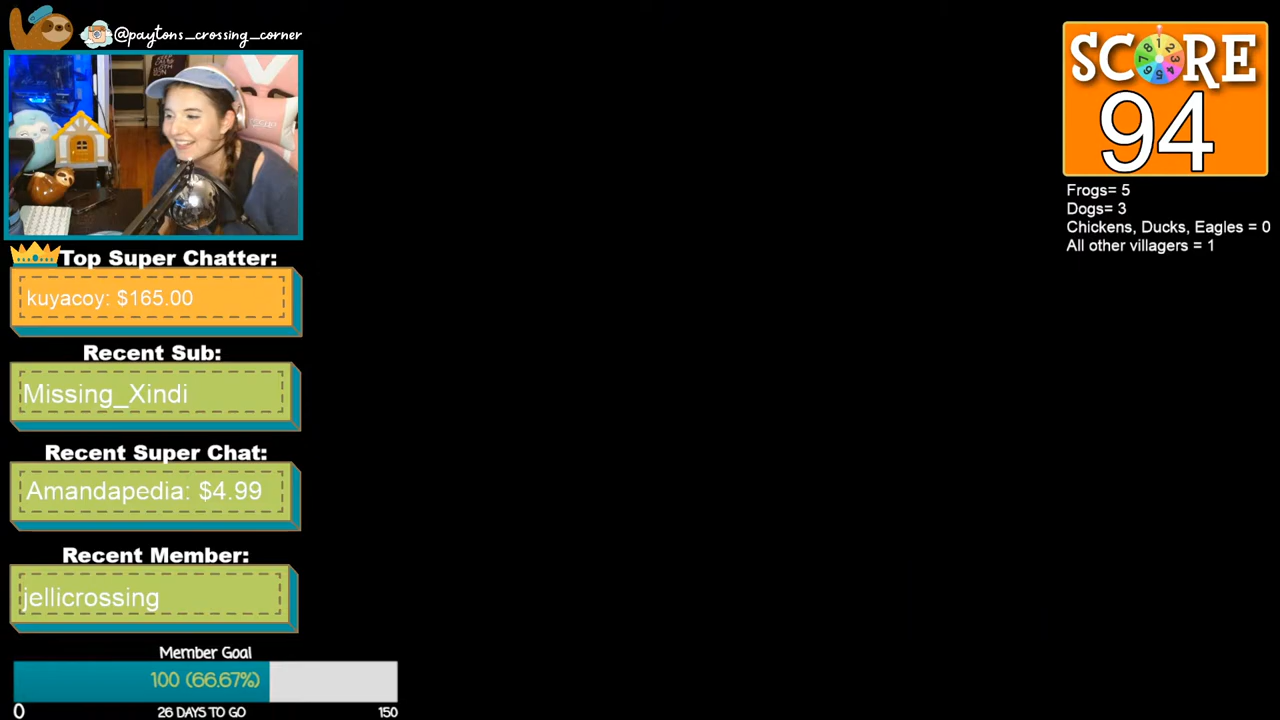 @paytons_crossing_corner
SCORE
94
Frogs= 5
Dogs= 3
Chickens, Ducks, Eagles = 0
All other villagers = 1
Top Super Chatter:
kuyacoy: $165.00
Recent Sub:
Missing_Xindi
Recent Super Chat:
Amandapedia: $4.99
Recent Member:
jellicrossing
Member Goal
100 (66.67%)
0 26 DAYS TO GO 150